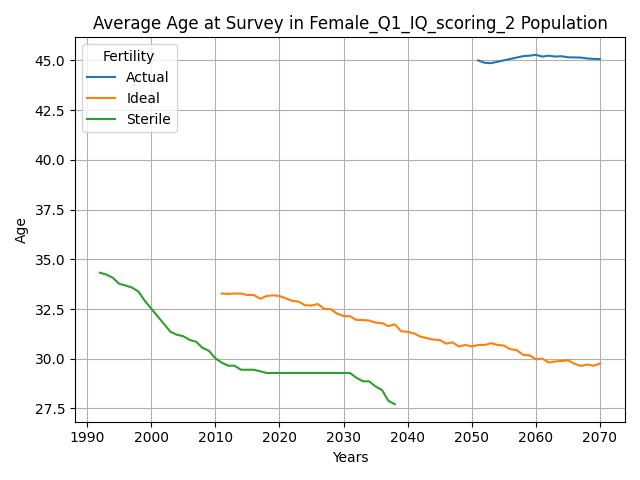 Average Age at Survey in Female_Q1_IQ_scoring_2 Population
Fertility
Actual
Ideal
Sterile
45.0
42.5
40.0
37.5
35.0
32.5
30.0
27.5
Age
1990 2000 2010 2020 2030 2040 2050 2060 2070
Years